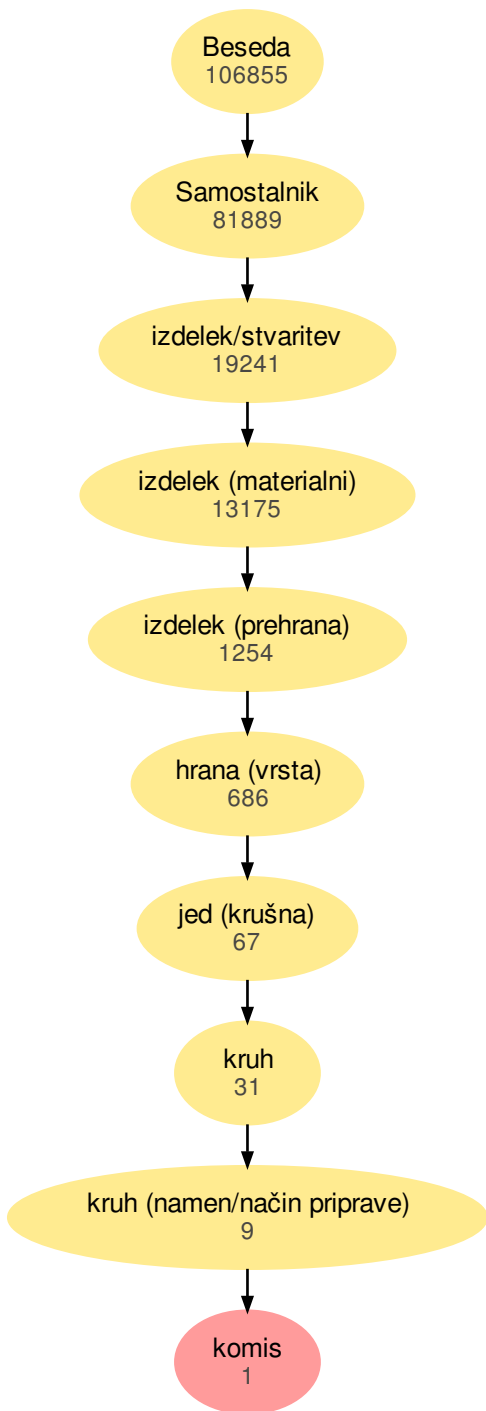 Beseda
106855
Samostalnik
81889
izdelek/stvaritev
19241
izdelek (materialni)
13175
izdelek (prehrana)
1254
hrana (vrsta)
686
jed (krušna)
67
kruh
31
kruh (namen/način priprave)
9
komis
1